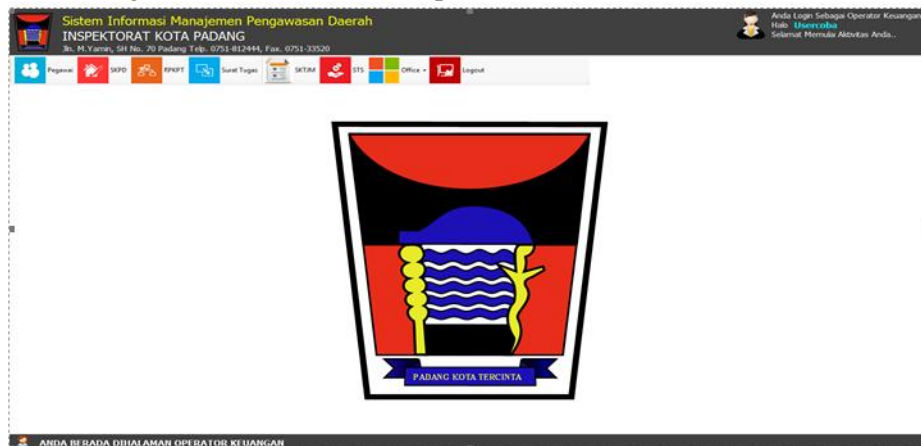 Sistem Informasi Manajemen Pengawasan Daerah
INSPEKTORAT KOTA PADANG
Jln. M.Yamin, SH No. 70 Padang Telp. 0751-812444, Fax. 0751-33520
Anda Login Sebagai Operator Keuangan
Halo Usercoba
Selamat Memulai Aktivitas Anda..
Pegawai SKPD RPKPT Surat Tugas SKTJM STS Office Logout
PADANG KOTA TERCINTA
ANDA BERADA DIHALAMAN OPERATOR KEUANGAN